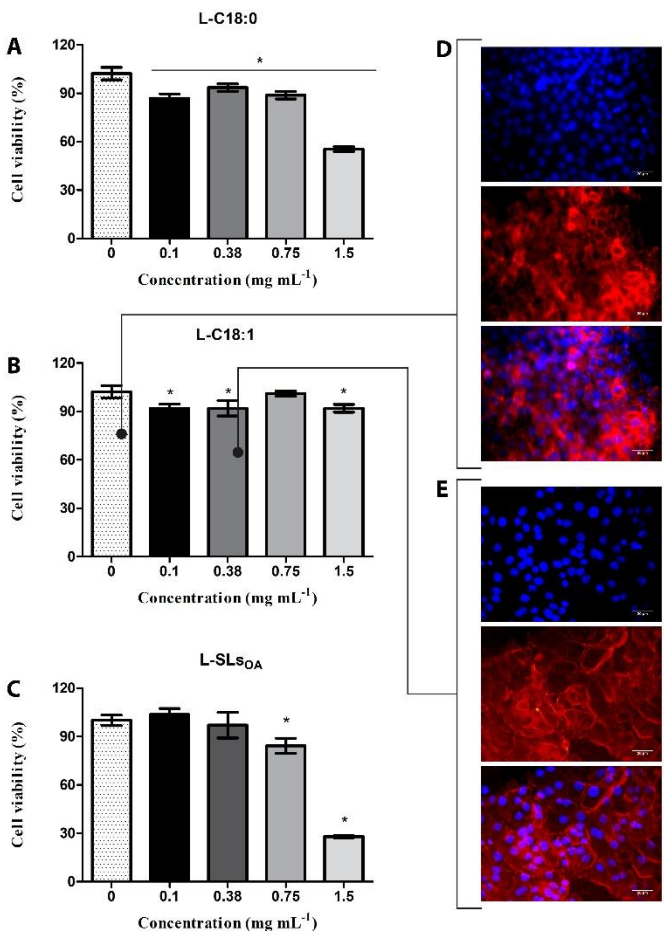 L-C18:0
A
Cell viability (%)
120
90
60
30
0
*
0 0.1 0.38 0.75 1.5
Concentration (mg mL-1)
L-C18:1
B
Cell viability (%)
120
90
60
30
0
* * *
0 0.1 0.38 0.75 1.5
Concentration (mg mL-1)
L-SLsOA
C
Cell viability (%)
120
90
60
30
0
*
*
0 0.1 0.38 0.75 1.5
Concentration (mg mL-1)
D
E